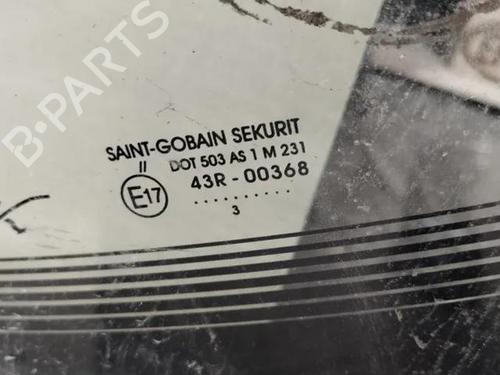 B-PARTS
SAINT-GOBAIN SEKURIT
II DOT 503 AS 1 M 231
E17 43R - 00368
.......
3